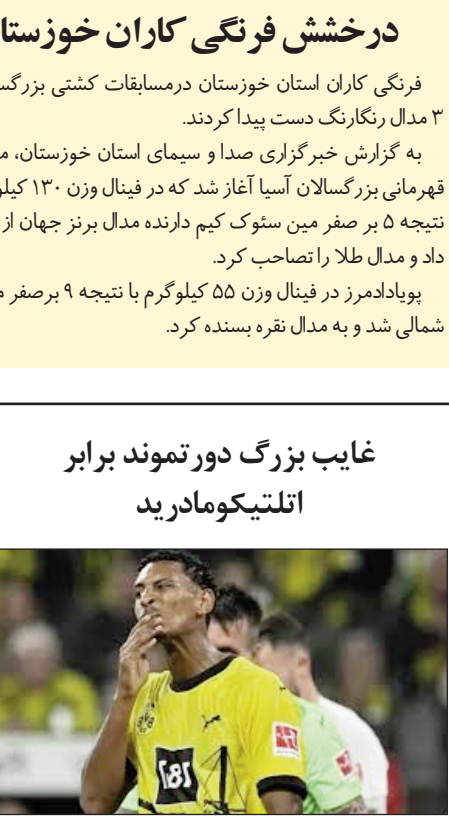 درخشش فرنگی کاران خوزستا
فرنگی کاران استان خوزستان درمسابقات کشتی بزرگس
۳ مدال رنگارنگ دست پیدا کردند.
به گزارش خبرگزاری صدا و سیمای استان خوزستان، م
قهرمانی بزرگسالان آسیا آغاز شد که در فینال وزن ۱۳۰ کیلو
نتیجه ۵ بر صفر مین سئوک کیم دارنده مدال برنز جهان از
داد و مدال طلا را تصاحب کرد.
پویادادمرز در فینال وزن ۵۵ کیلوگرم با نتیجه ۹ برصفر م
شمالی شد و به مدال نقره بسنده کرد.
غایب بزرگ دورتموند برابر
اتلتیکومادرید
1&1